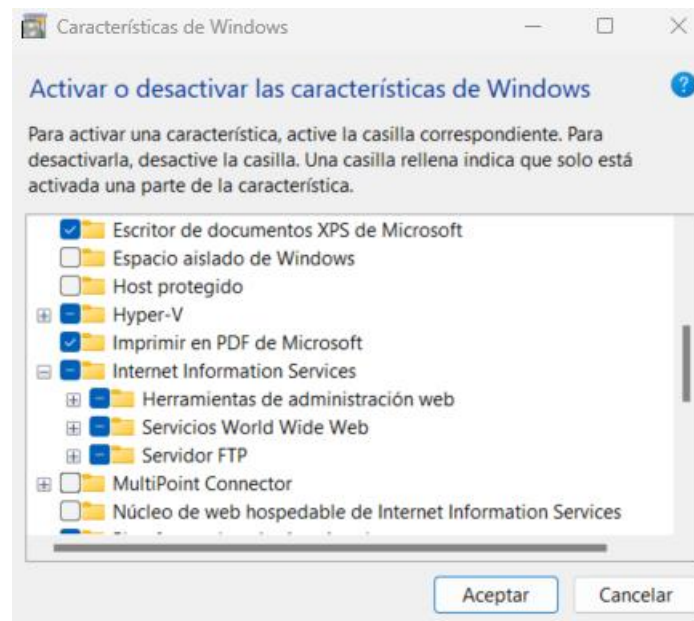 Características de Windows
Activar o desactivar las características de Windows
?
Para activar una característica, active la casilla correspondiente. Para
desactivarla, desactive la casilla. Una casilla rellena indica que solo está
activada una parte de la característica.
Escritor de documentos XPS de Microsoft
Espacio aislado de Windows
Host protegido
Hyper-V
Imprimir en PDF de Microsoft
Internet Information Services
Herramientas de administración web
Servicios World Wide Web
Servidor FTP
MultiPoint Connector
Núcleo de web hospedable de Internet Information Services
Aceptar
Cancelar